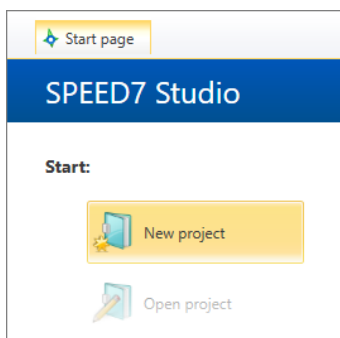 Start page
SPEED7 Studio
Start:
New project
Open project